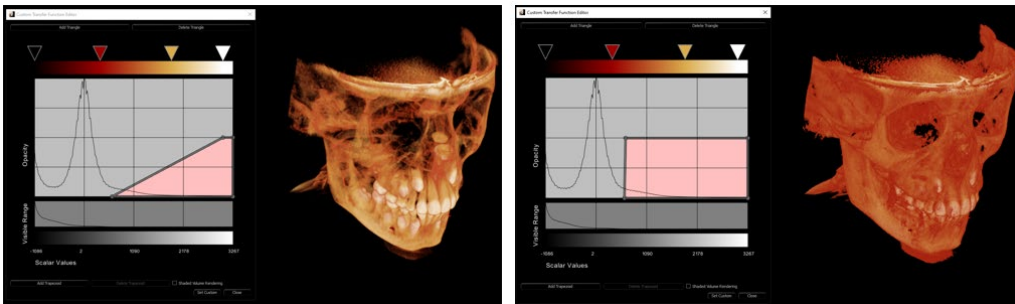 Custom Transfer Function Editor
Add Triangle Delete Triangle
Opacity
Visible Range
-1086 2 1090 2178 3267
Scalar Values
Add Trapezoid Delete Trapezoid Shaded Volume Rendering
Set Custom Close
Custom Transfer Function Editor
Add Triangle Delete Triangle
Opacity
Visible Range
-1086 2 1090 2178 3267
Scalar Values
Add Trapezoid Delete Trapezoid Shaded Volume Rendering
Set Custom Close